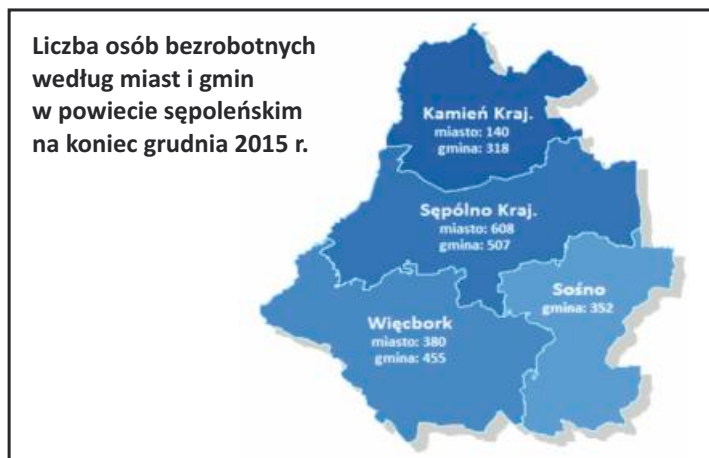 Liczba osób bezrobotnych
według miast i gmin
w powiecie sępoleńskim
na koniec grudnia 2015 r.
Kamień Kraj.
miasto: 140
gmina: 318
Sępólno Kraj.
miasto: 608
gmina: 507
Sośno
gmina: 352
Więcbork
miasto: 380
gmina: 455